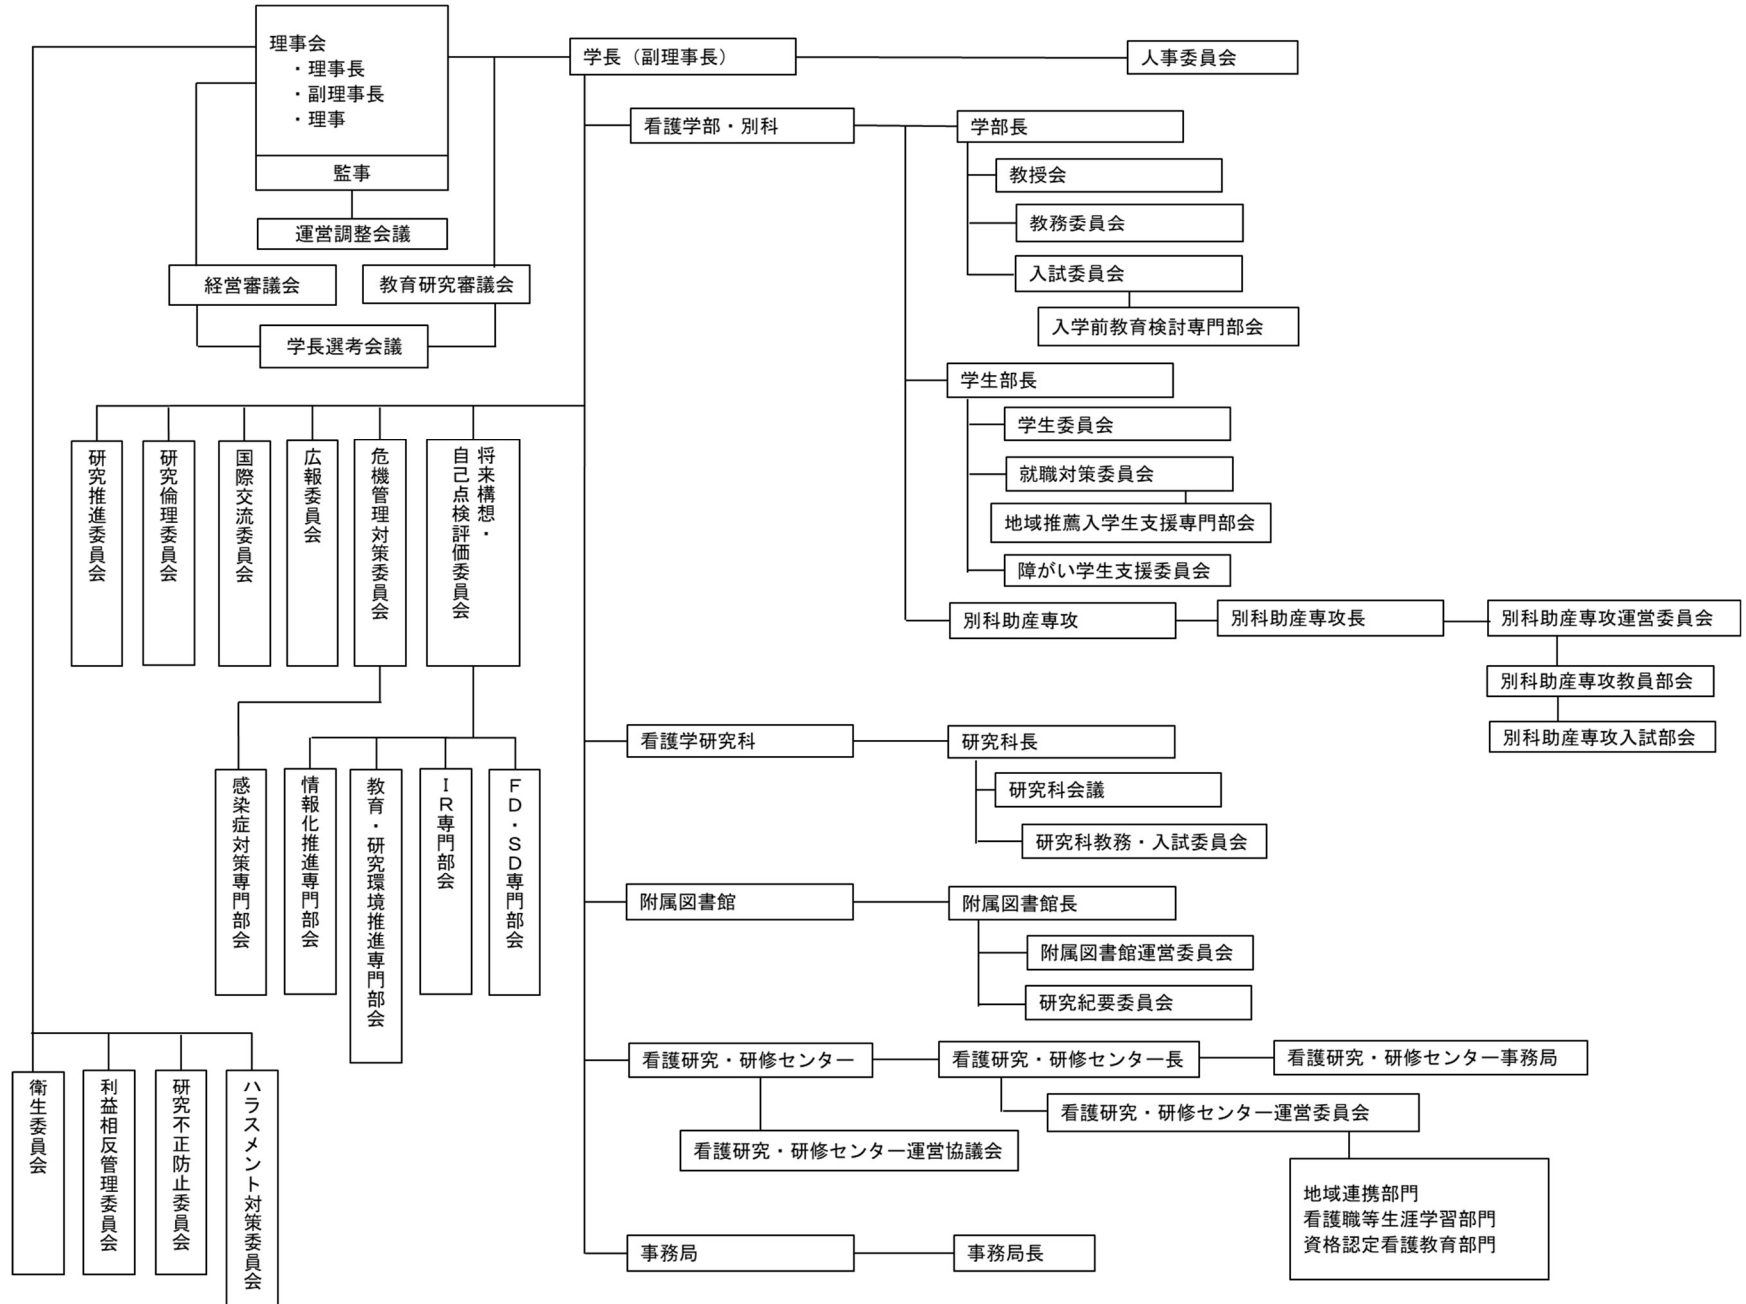 理事会
・理事長
・副理事長
・理事
監事
運営調整会議
経営審議会
教育研究審議会
学長選考会議
学長（副理事長）
人事委員会
看護学部・別科
学部長
教授会
教務委員会
入試委員会
入学前教育検討専門部会
学生部長
学生委員会
就職対策委員会
地域推薦入学生支援専門部会
障がい学生支援委員会
別科助産専攻
別科助産専攻長
別科助産専攻運営委員会
別科助産専攻教員部会
別科助産専攻入試部会
研究推進委員会
研究倫理委員会
国際交流委員会
広報委員会
危機管理対策委員会
将来構想・
自己点検評価委員会
感染症対策専門部会
情報化推進専門部会
教育・研究環境推進専門部会
ＩＲ専門部会
ＦＤ・ＳＤ専門部会
看護学研究科
研究科長
研究科会議
研究科教務・入試委員会
附属図書館
附属図書館長
附属図書館運営委員会
研究紀要委員会
看護研究・研修センター
看護研究・研修センター長
看護研究・研修センター事務局
看護研究・研修センター運営委員会
看護研究・研修センター運営協議会
地域連携部門
看護職等生涯学習部門
資格認定看護教育部門
事務局
事務局長
衛生委員会
利益相反管理委員会
研究不正防止委員会
ハラスメント対策委員会